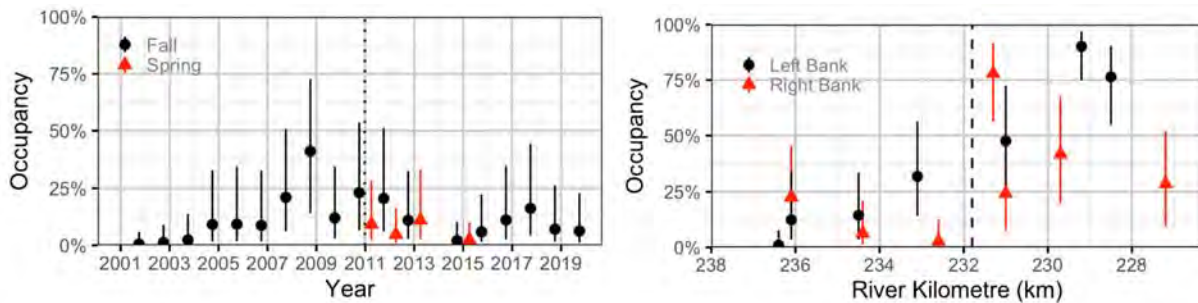 100%
75%
50%
25%
0%
Occupancy
Fall
Spring
2001 2003 2005 2007 2009 2011 2013 2015 2017 2019
Year
100%
75%
50%
25%
0%
Occupancy
Left Bank
Right Bank
238 236 234 232 230 228
River Kilometre (km)